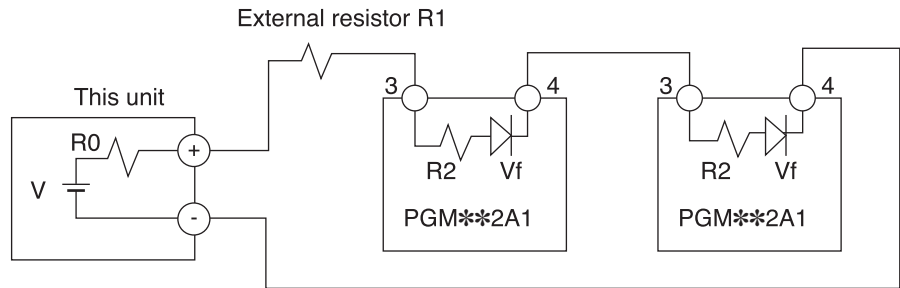 External resistor R1
This unit
3
4
3
4
R0
+
V
R2
Vf
R2
Vf
-
PGM✽✽2A1
PGM✽✽2A1